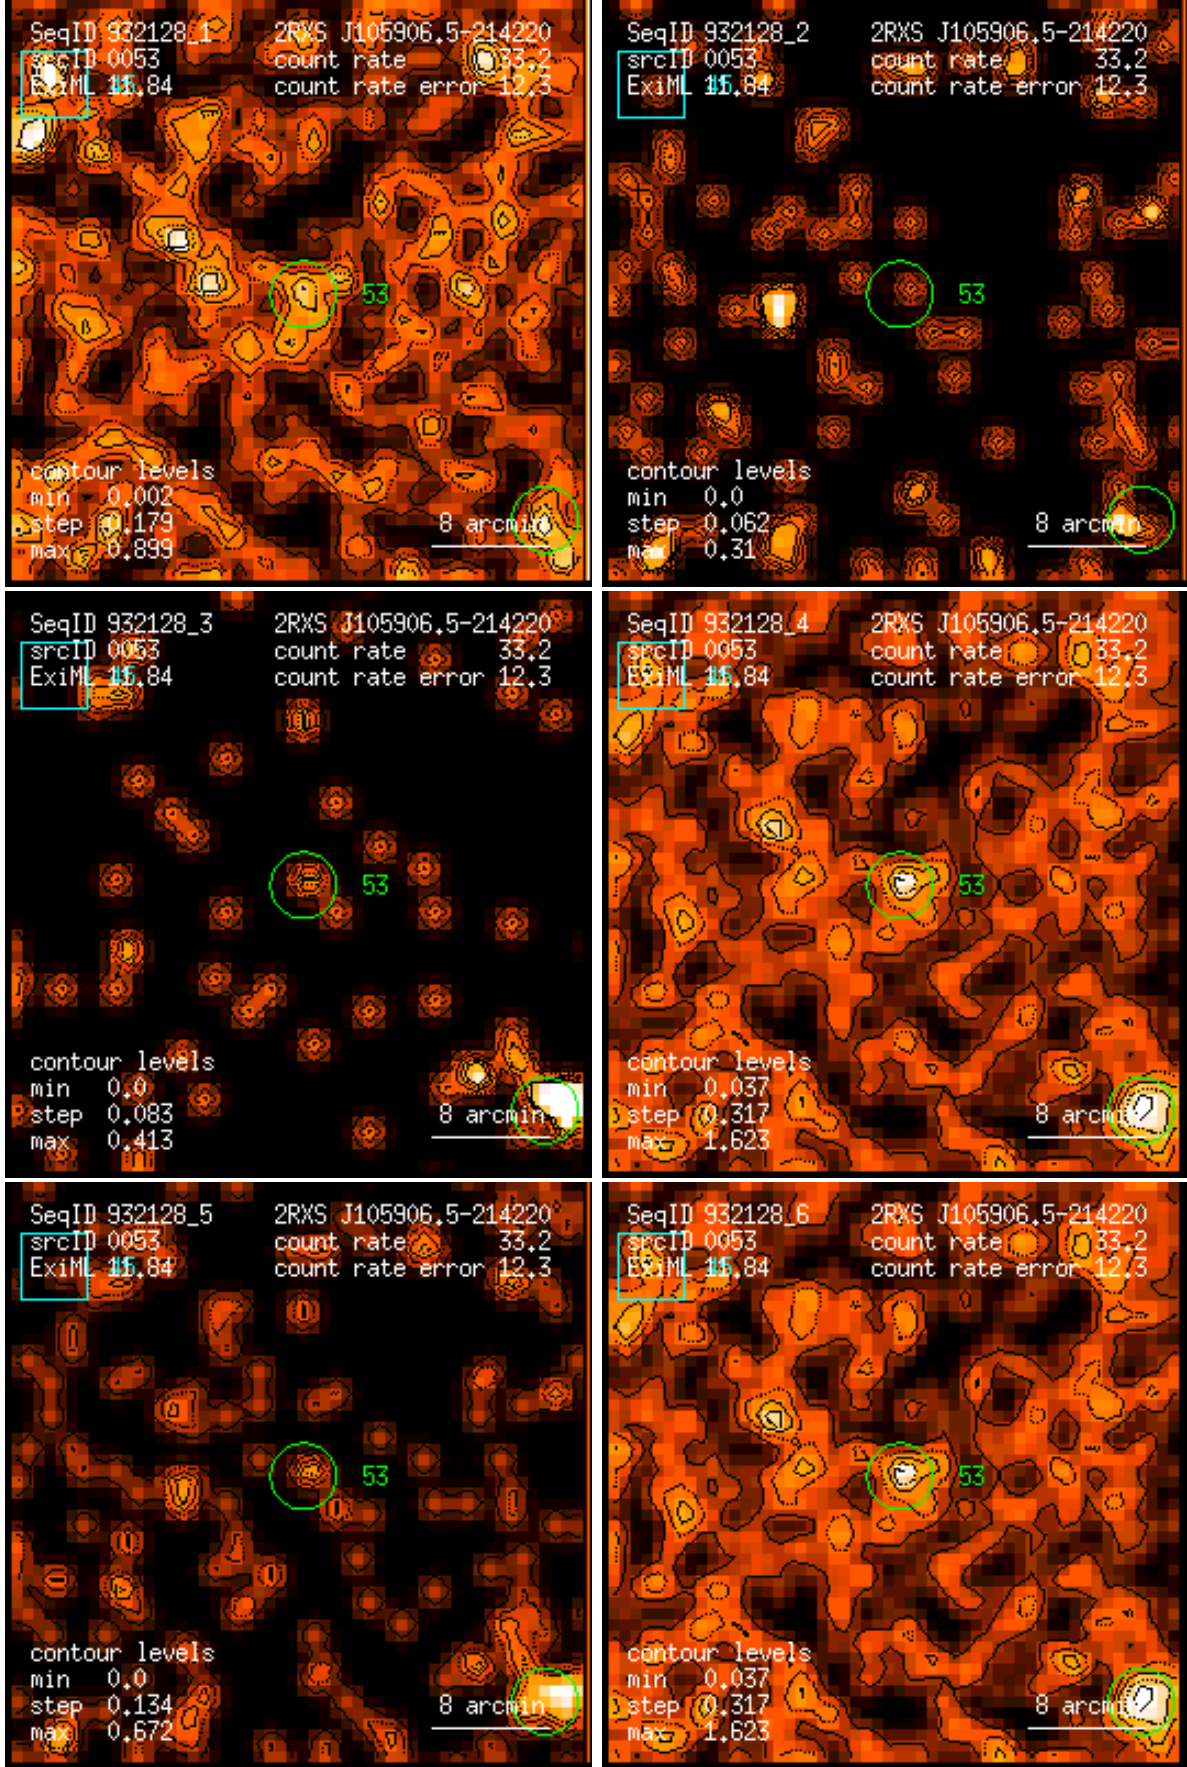 SeqID 932128_1 2RXS J105906.5-214220
srcID 0053 count rate 33.2
ExiML 11.84 count rate error 12.3
53
contour levels
min 0.002
step 0.179 8 arcmin
max 0.899
SeqID 932128_2 2RXS J105906.5-214220
srcID 0053 count rate 33.2
ExiML 11.84 count rate error 12.3
53
contour levels
min 0.0
step 0.062 8 arcmin
max 0.31
SeqID 932128_3 2RXS J105906.5-214220
srcID 0053 count rate 33.2
ExiML 11.84 count rate error 12.3
53
contour levels
min 0.0
step 0.083 8 arcmin
max 0.413
SeqID 932128_4 2RXS J105906.5-214220
srcID 0053 count rate 33.2
ExiML 11.84 count rate error 12.3
53
contour levels
min 0.037
step 0.317 8 arcmin
max 1.623
SeqID 932128_5 2RXS J105906.5-214220
srcID 0053 count rate 33.2
ExiML 11.84 count rate error 12.3
53
contour levels
min 0.0
step 0.134 8 arcmin
max 0.672
SeqID 932128_6 2RXS J105906.5-214220
srcID 0053 count rate 33.2
ExiML 11.84 count rate error 12.3
53
contour levels
min 0.037
step 0.317 8 arcmin
max 1.623